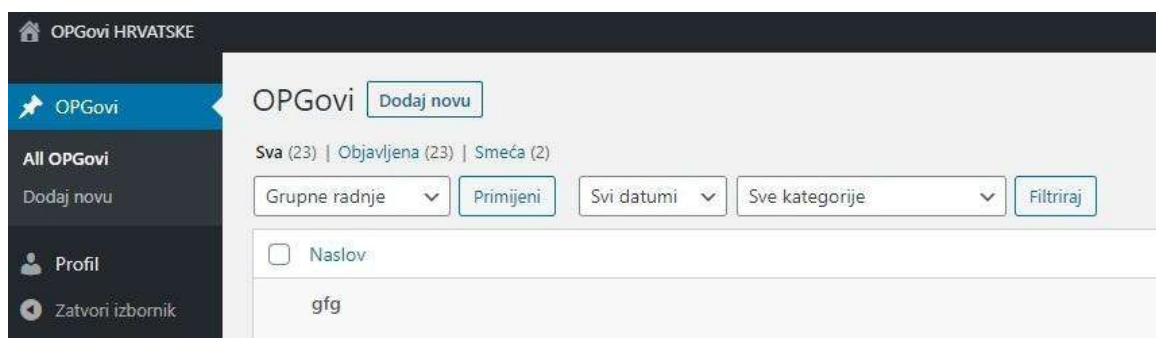 OPGovi HRVATSKE
OPGovi
All OPGovi
Dodaj novu
Profil
Zatvori izbornik
OPGovi Dodaj novu
Sva (23) | Objavljena (23) | Smeća (2)
Grupne radnje Primijeni Svi datumi Sve kategorije Filtriraj
Naslov
gfg